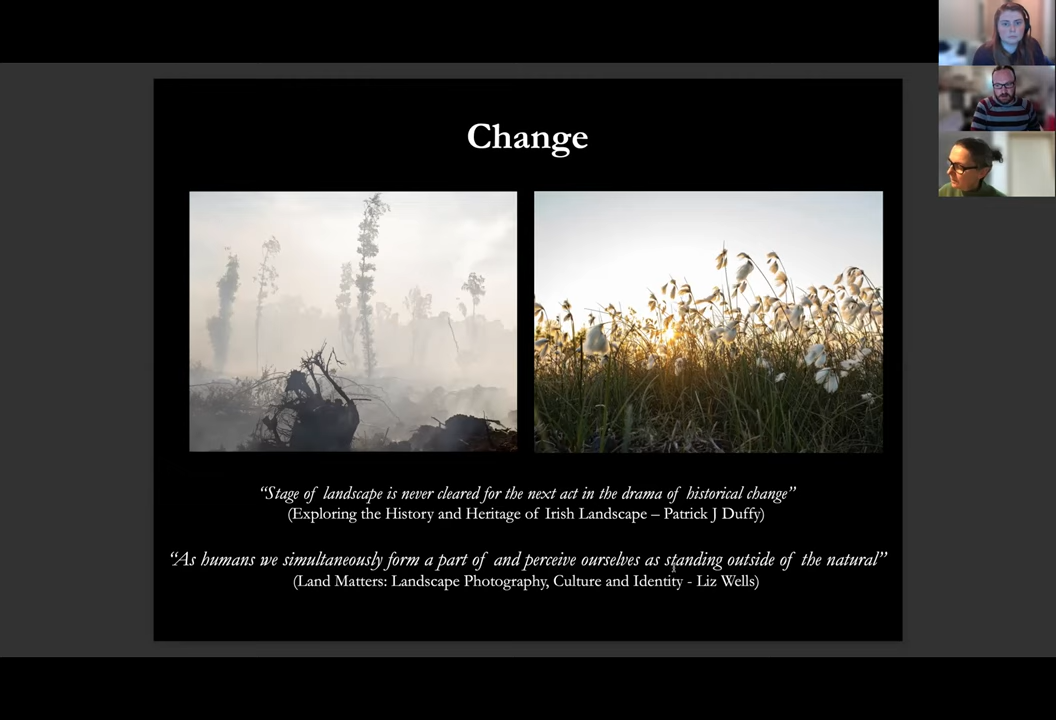 Change
“Stage of landscape is never cleared for the next act in the drama of historical change”
(Exploring the History and Heritage of Irish Landscape – Patrick J Duffy)
“As humans we simultaneously form a part of and perceive ourselves as standing outside of the natural”
(Land Matters: Landscape Photography, Culture and Identity - Liz Wells)